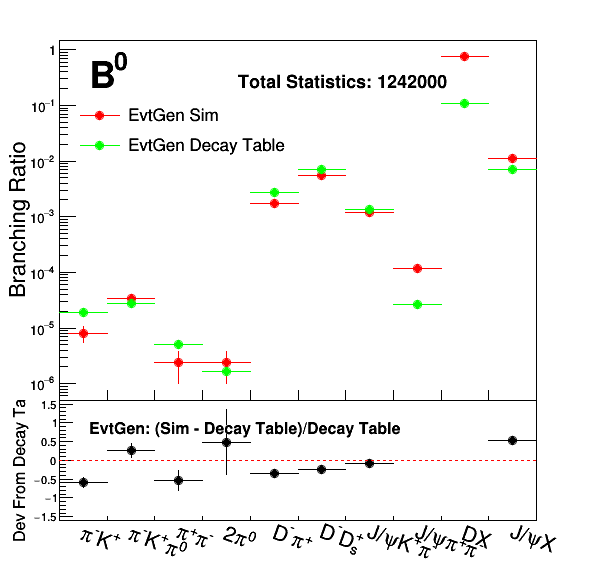 B⁰
Total Statistics: 1242000
EvtGen Sim
EvtGen Decay Table
Branching Ratio
1
10⁻¹
10⁻²
10⁻³
10⁻⁴
10⁻⁵
10⁻⁶
EvtGen: (Sim - Decay Table)/Decay Table
Dev From Decay Ta
1.5
1
0.5
0
−0.5
−1
−1.5
π⁻K⁺
π⁻K⁺π⁰
π⁺π⁻
2π⁰
D⁻π⁺
D⁻Dₛ⁺
J/ψK⁺π⁻
J/ψπ⁺π⁻
DX
J/ψX